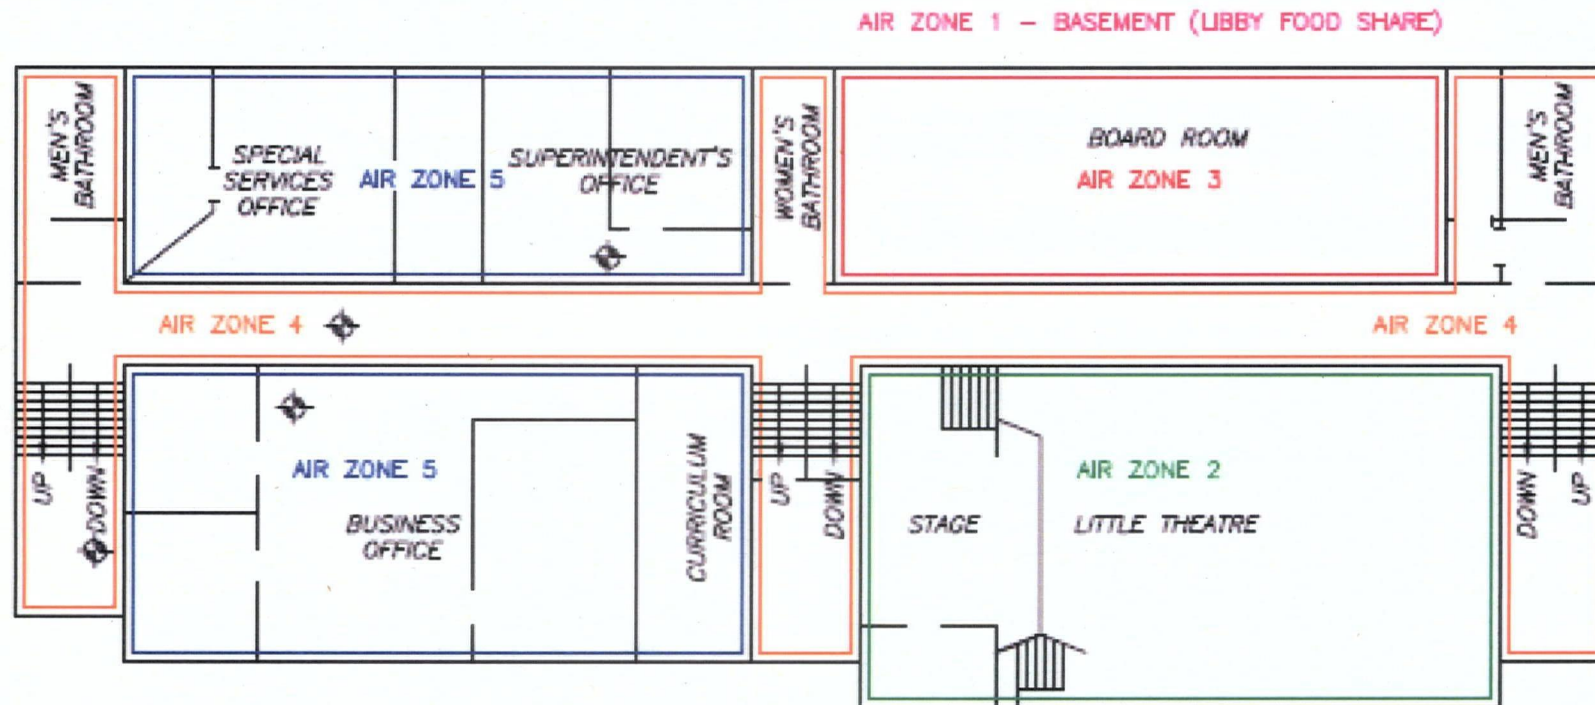 AIR ZONE 1 - BASEMENT (LIBBY FOOD SHARE)
MEN'S
BATHROOM
SPECIAL
SERVICES
OFFICE
AIR ZONE 5
SUPERINTENDENT'S
OFFICE
WOMEN'S
BATHROOM
BOARD ROOM
AIR ZONE 3
MEN'S
BATHROOM
AIR ZONE 4
AIR ZONE 4
UP
DOWN
AIR ZONE 5
BUSINESS
OFFICE
CURRICULUM
ROOM
UP
DOWN
STAGE
AIR ZONE 2
LITTLE THEATRE
DOWN
UP